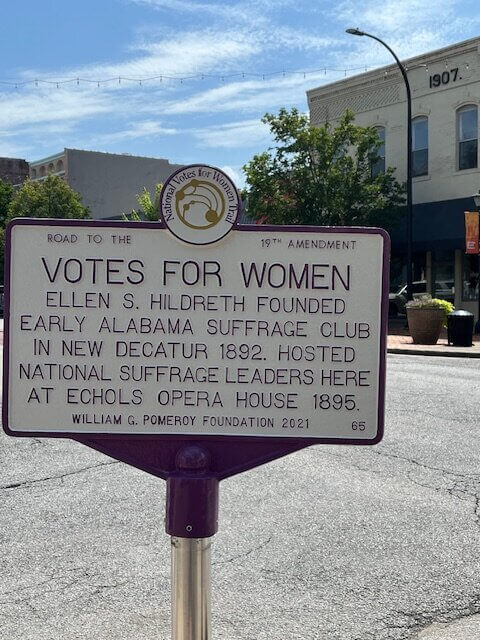 National Votes for Women Trail
ROAD TO THE 19TH AMENDMENT
VOTES FOR WOMEN
ELLEN S. HILDRETH FOUNDED
EARLY ALABAMA SUFFRAGE CLUB
IN NEW DECATUR 1892. HOSTED
NATIONAL SUFFRAGE LEADERS HERE
AT ECHOLS OPERA HOUSE 1895.
WILLIAM G. POMEROY FOUNDATION 2021 65
1907.